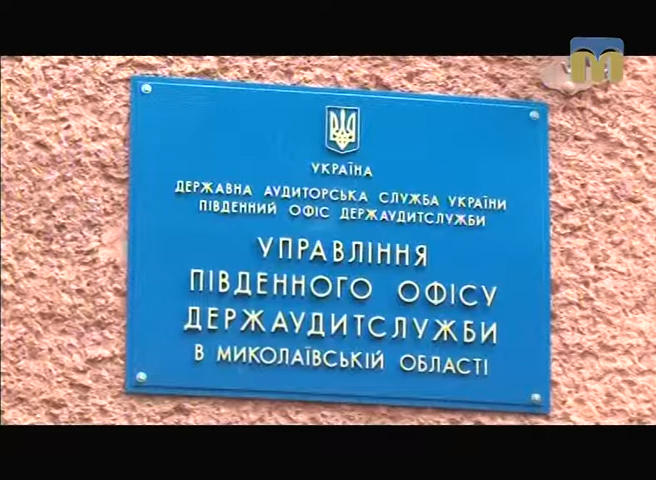 УКРАЇНА
ДЕРЖАВНА АУДИТОРСЬКА СЛУЖБА УКРАЇНИ
ПІВДЕННИЙ ОФІС ДЕРЖАУДИТСЛУЖБИ
УПРАВЛІННЯ
ПІВДЕННОГО ОФІСУ
ДЕРЖАУДИТСЛУЖБИ
В МИКОЛАЇВСЬКІЙ ОБЛАСТІ